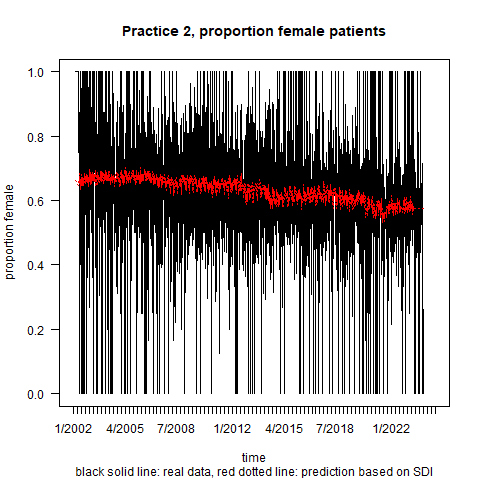 Practice 2, proportion female patients
proportion female
1.0
0.8
0.6
0.4
0.2
0.0
1/2002 4/2005 7/2008 1/2012 4/2015 7/2018 1/2022
time
black solid line: real data, red dotted line: prediction based on SDI